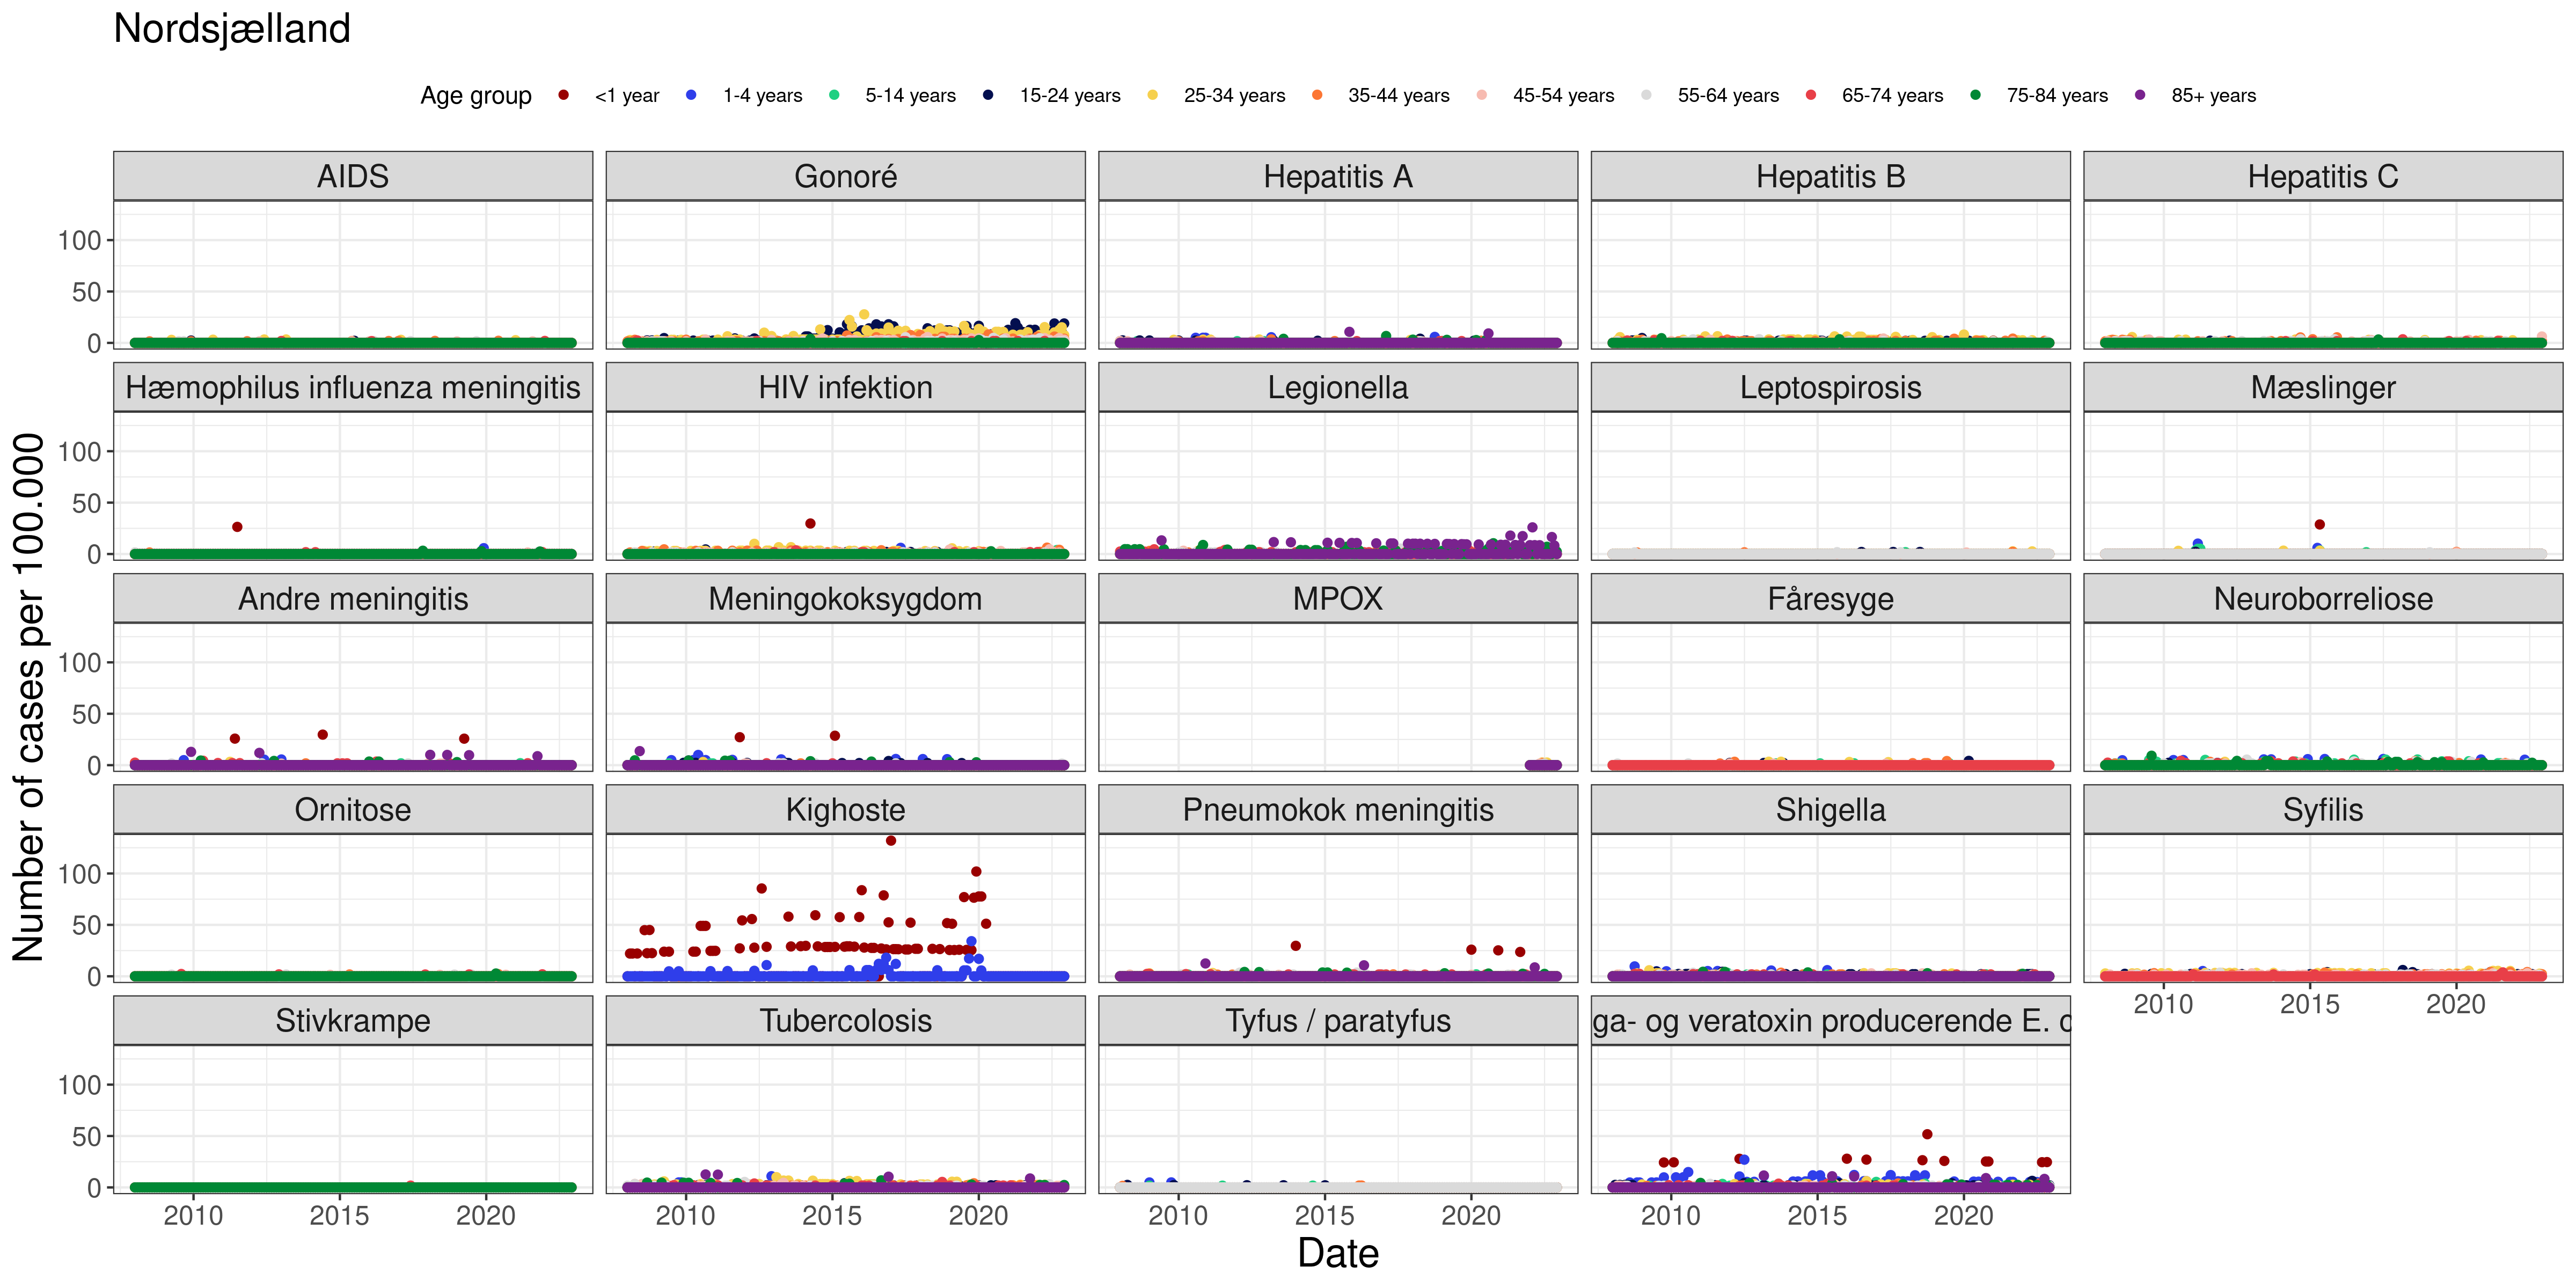 Nordsjælland
Age group <1 year 1-4 years 5-14 years 15-24 years 25-34 years 35-44 years 45-54 years 55-64 years 65-74 years 75-84 years 85+ years
AIDS Gonoré Hepatitis A Hepatitis B Hepatitis C
100
50
0
Hæmophilus influenza meningitis HIV infektion Legionella Leptospirosis Mæslinger
100
50
0
Number of cases per 100.000
Andre meningitis Meningokoksygdom MPOX Fåresyge Neuroborreliose
100
50
0
Ornitose Kighoste Pneumokok meningitis Shigella Syfilis
100
50
0
2010 2015 2020
Stivkrampe Tubercolosis Tyfus / paratyfus ga- og veratoxin producerende E. c
100
50
0
2010 2015 2020 2010 2015 2020 2010 2015 2020 2010 2015 2020
Date